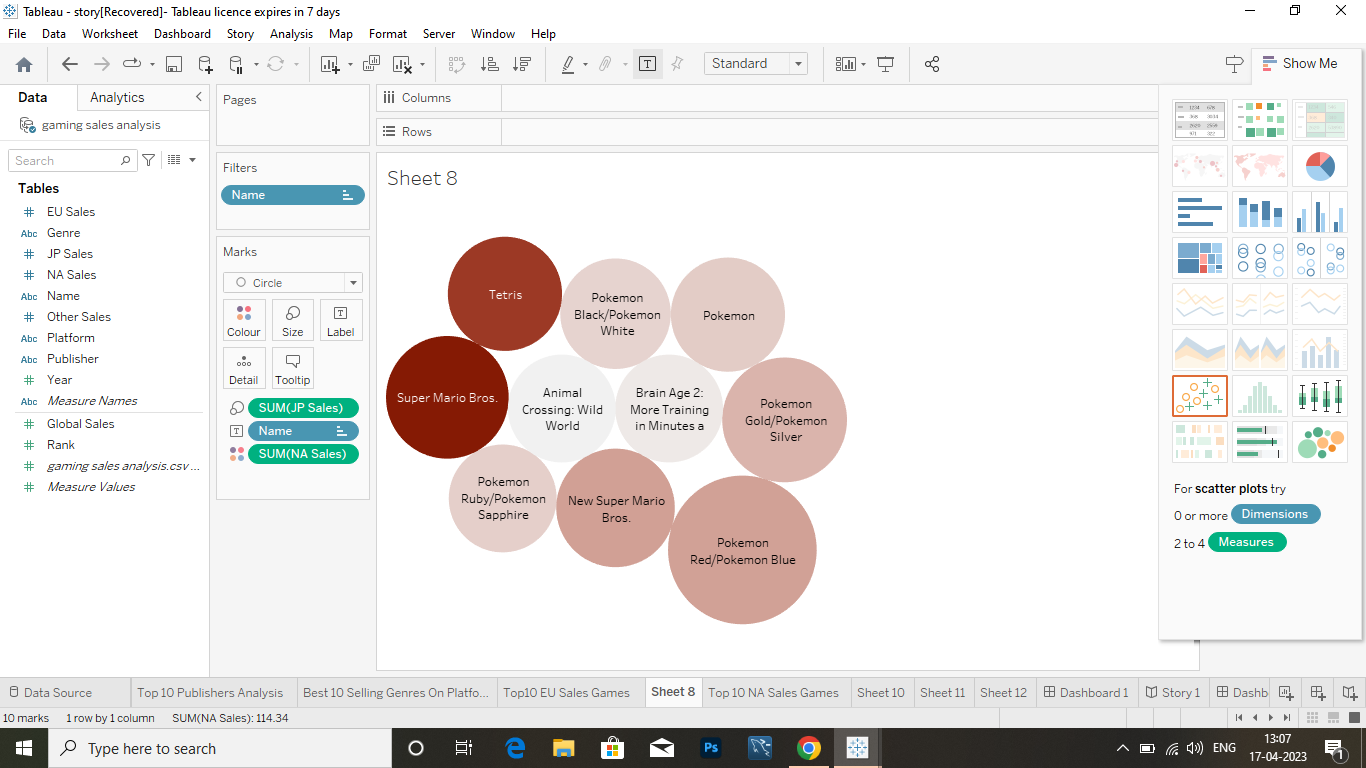 Tableau - story[Recovered]- Tableau licence expires in 7 days
File Data Worksheet Dashboard Story Analysis Map Format Server Window Help
Standard
Show Me
Data Analytics
gaming sales analysis
Search
Tables
EU Sales
Abc Genre
JP Sales
NA Sales
Abc Name
Other Sales
Abc Platform
Abc Publisher
Year
Abc Measure Names
Global Sales
Rank
gaming sales analysis.csv ...
Measure Values
Pages
Filters
Name
Marks
Circle
Colour Size Label
Detail Tooltip
SUM(JP Sales)
Name
SUM(NA Sales)
Columns
Rows
Sheet 8
Tetris
Pokemon
Black/Pokemon
White
Pokemon
Super Mario Bros.
Animal
Crossing: Wild
World
Brain Age 2:
More Training
in Minutes a
Pokemon
Gold/Pokemon
Silver
Pokemon
Ruby/Pokemon
Sapphire
New Super Mario
Bros.
Pokemon
Red/Pokemon Blue
For scatter plots try
0 or more Dimensions
2 to 4 Measures
Data Source Top 10 Publishers Analysis Best 10 Selling Genres On Platfo... Top10 EU Sales Games Sheet 8 Top 10 NA Sales Games Sheet 10 Sheet 11 Sheet 12 Dashboard 1 Story 1 Dashb
10 marks 1 row by 1 column SUM(NA Sales): 114.34
Type here to search
Ps
ENG
13:07
17-04-2023
1